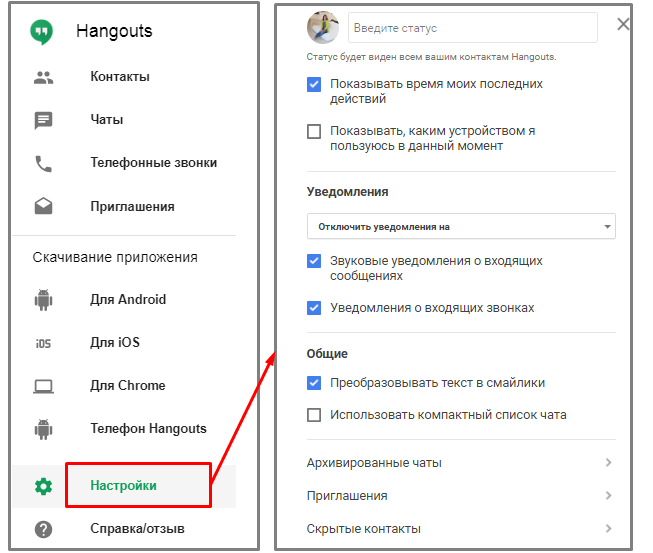 Hangouts
Контакты
Чаты
Телефонные звонки
Приглашения
Скачивание приложения
Для Android
iOS
Для iOS
Для Chrome
Телефон Hangouts
Настройки
Справка/отзыв
Введите статус
Статус будет виден всем вашим контактам Hangouts.
Показывать время моих последних
действий
Показывать, каким устройством я
пользуюсь в данный момент
Уведомления
Отключить уведомления на
Звуковые уведомления о входящих
сообщениях
Уведомления о входящих звонках
Общие
Преобразовывать текст в смайлики
Использовать компактный список чата
Архивированные чаты
Приглашения
Скрытые контакты